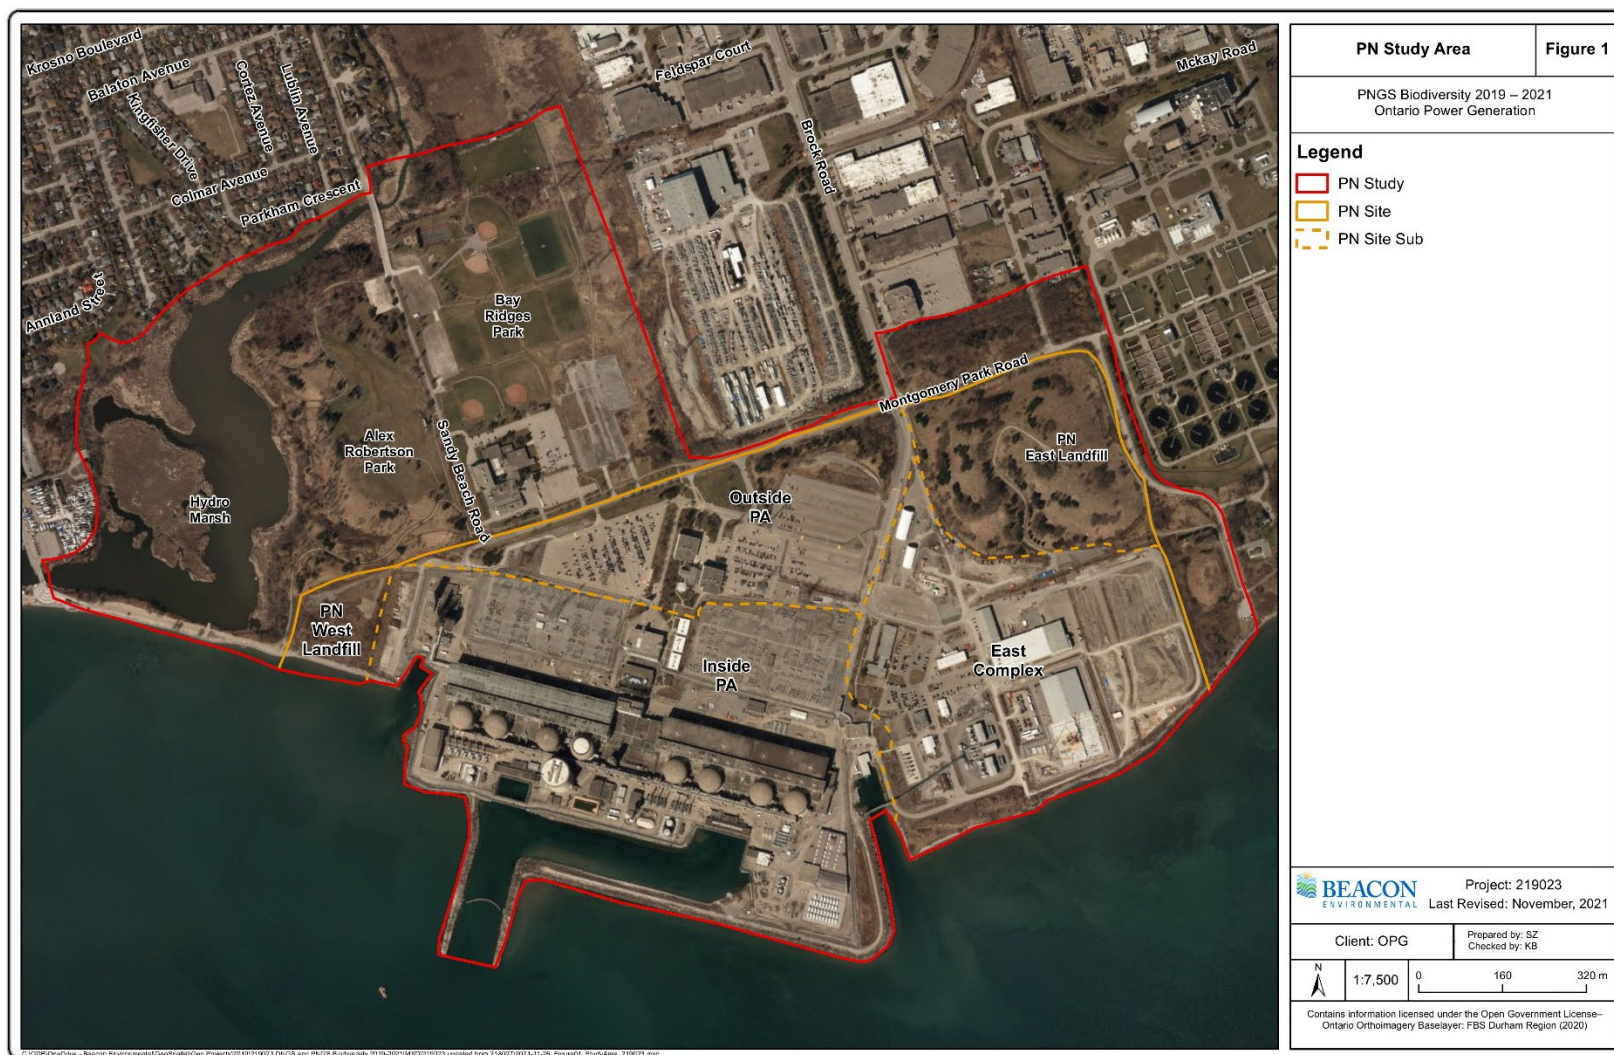 Krosno Boulevard
Balaton Avenue
Cortez Avenue
Lublin Avenue
Kingfisher Drive
Colmar Avenue
Parkham Crescent
Annland Street
Feldspar Court
Mckay Road
Brock Road
Bay
Ridges
Park
Alex
Robertson
Park
Sandy Beach Road
Hydro
Marsh
Montgomery Park Road
PN
East Landfill
Outside
PA
PN
West
Landfill
Inside
PA
East
Complex
PN Study Area
Figure 1
PNGS Biodiversity 2019 – 2021
Ontario Power Generation
Legend
PN Study
PN Site
PN Site Sub
BEACON
ENVIRONMENTAL
Project: 219023
Last Revised: November, 2021
Client: OPG
Prepared by: SZ
Checked by: KB
N
1:7,500
0 160 320 m
Contains information licensed under the Open Government License–
Ontario Orthoimagery Baselayer: FBS Durham Region (2020)